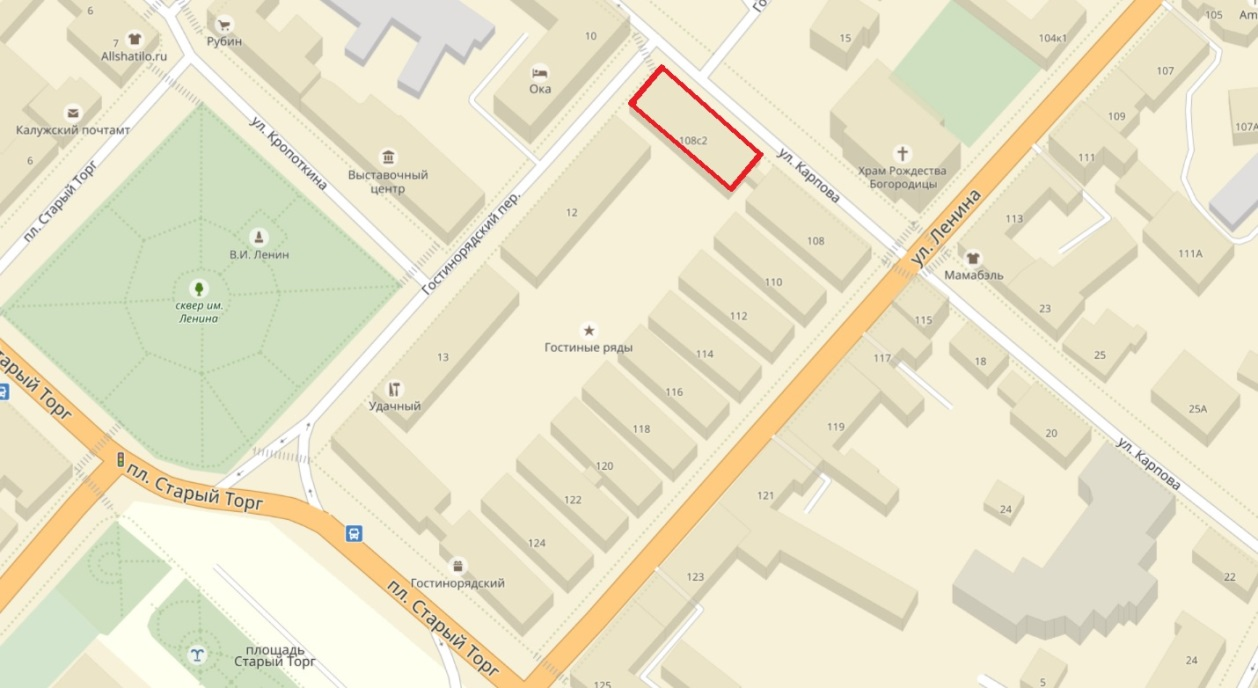 6
7
Allshatilo.ru
Рубин
10
Ока
Го
15
104к1
105
Am
107
109
107А
111
Калужский почтамт
6
пл. Старый Торг
ул. Кропоткина
Выставочный
центр
108с2
ул. Карпова
Храм Рождества
Богородицы
ул. Ленина
113
111А
В.И. Ленин
сквер им.
Ленина
Гостинорядский пер.
12
108
110
112
114
116
118
120
122
124
Мамабэль
23
115
117
18
25
25А
20
Гостиные ряды
13
Удачный
119
ул. Карпова
тарый Торг
пл. Старый Торг
121
24
22
123
Гостинорядский
пл. Старый Торг
площадь
Старый Торг
125
5
24